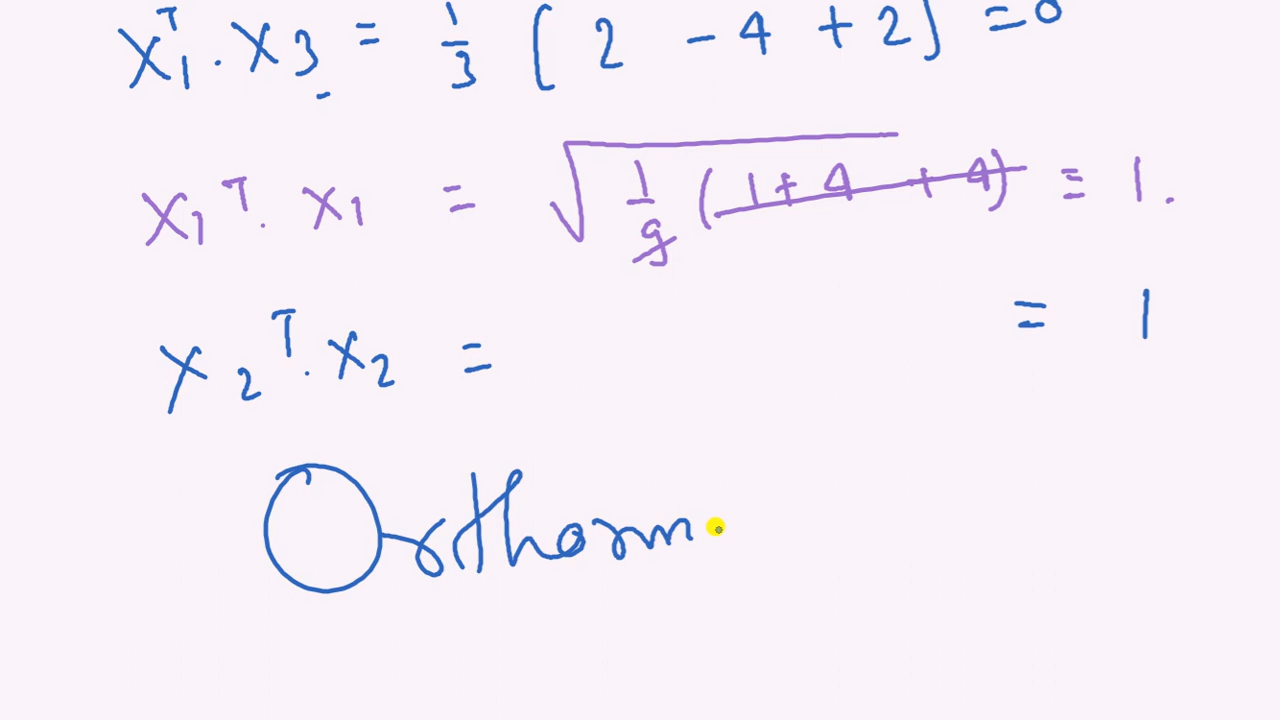 X₁ᵀ . X₃ = 1/3 [ 2 - 4 + 2 ] = 0
X₁ᵀ . X₁ = √(1/9 (1 + 4 + 4)) = 1.
X₂ᵀ . X₂ = = 1
Orthorm